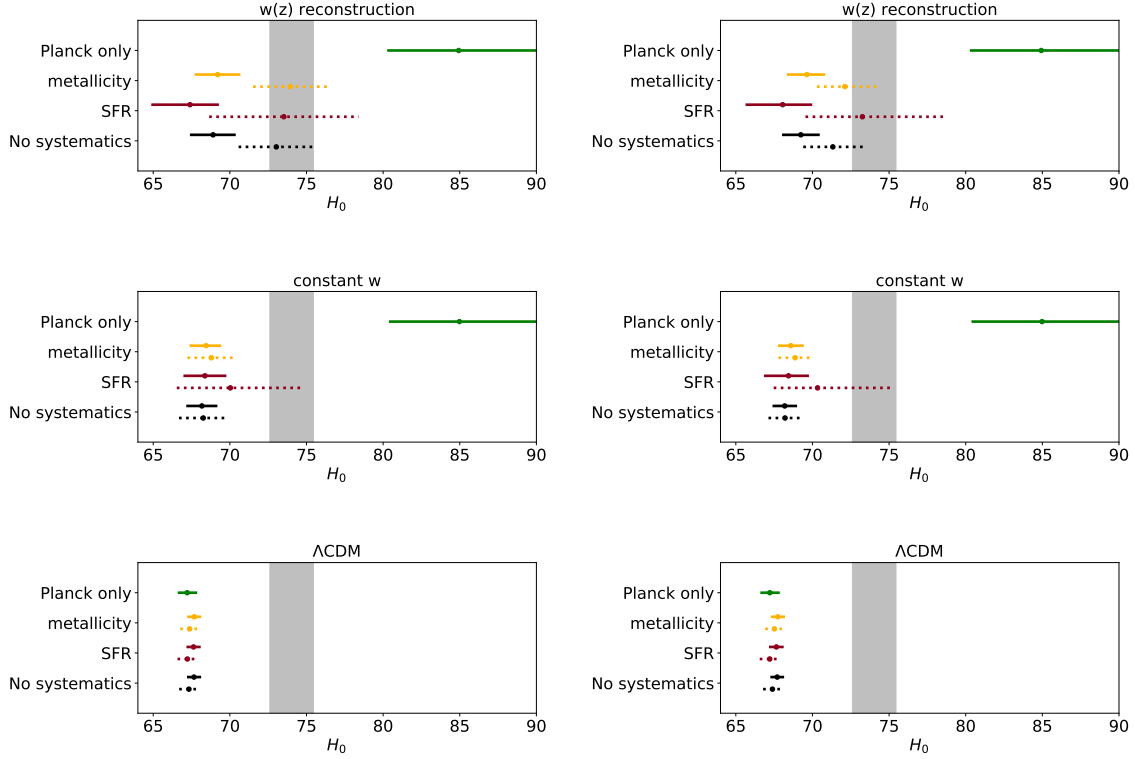 w(z) reconstruction
Planck only
metallicity
SFR
No systematics
65 70 75 80 85 90
H0
w(z) reconstruction
Planck only
metallicity
SFR
No systematics
65 70 75 80 85 90
H0
constant w
Planck only
metallicity
SFR
No systematics
65 70 75 80 85 90
H0
constant w
Planck only
metallicity
SFR
No systematics
65 70 75 80 85 90
H0
ΛCDM
Planck only
metallicity
SFR
No systematics
65 70 75 80 85 90
H0
ΛCDM
Planck only
metallicity
SFR
No systematics
65 70 75 80 85 90
H0